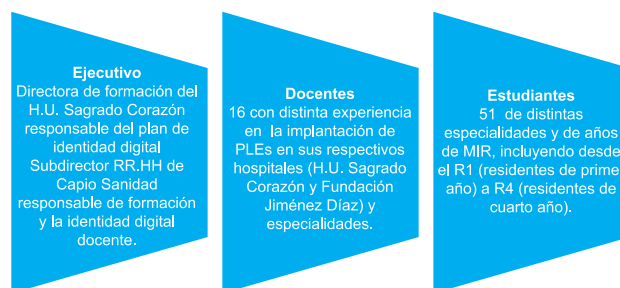 Ejecutivo
Directora de formación del
H.U. Sagrado Corazón
responsable del plan de
identidad digital
Subdirector RR.HH de
Capio Sanidad
responsable de formación
y la identidad digital
docente.
Docentes
16 con distinta experiencia
en la implantación de
PLEs en sus respectivos
hospitales (H.U. Sagrado
Corazón y Fundación
Jiménez Díaz) y
especialidades.
Estudiantes
51 de distintas
especialidades y de años
de MIR, incluyendo desde
el R1 (residentes de primer
año) a R4 (residentes de
cuarto año).